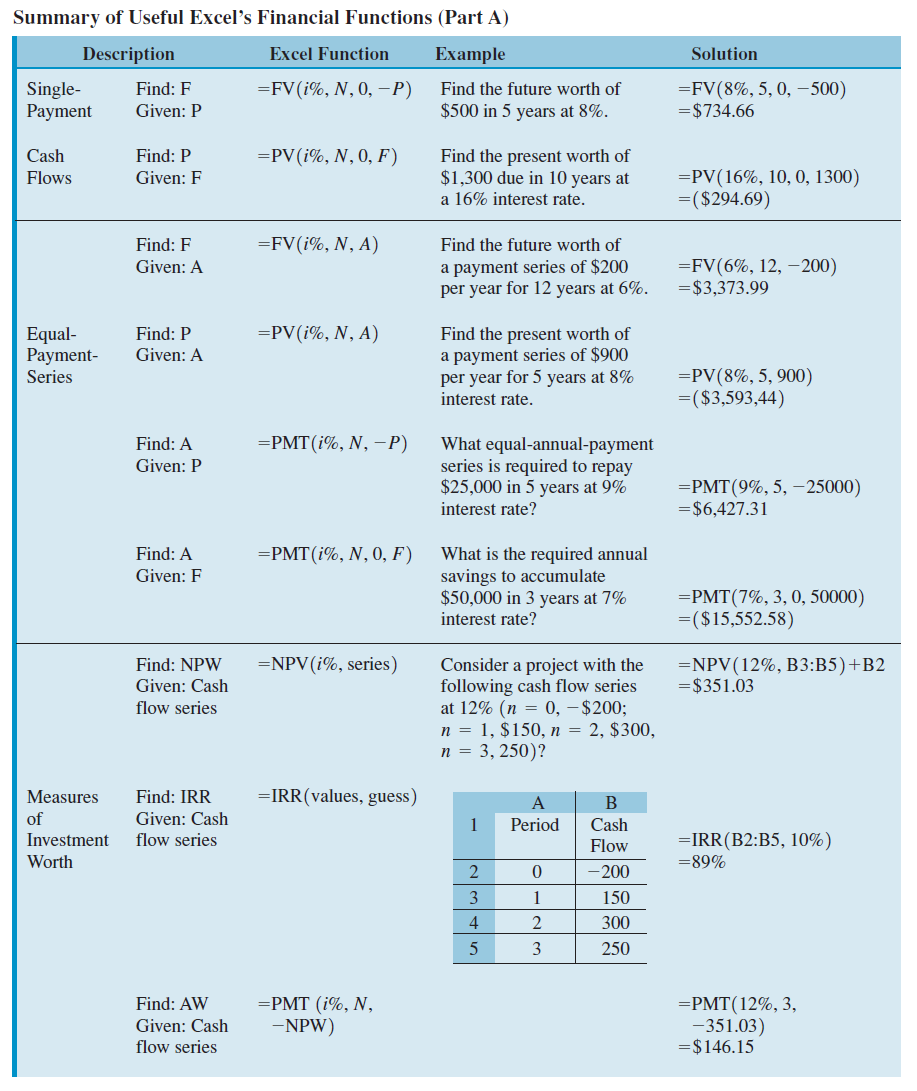 Summary of Useful Excel's Financial Functions (Part A)
Description Excel Function Example Solution
Single- Find: F =FV(i%, N, 0, −P) Find the future worth of =FV(8%, 5, 0, −500)
Payment Given: P $500 in 5 years at 8%. =$734.66
Cash Find: P =PV(i%, N, 0, F) Find the present worth of
Flows Given: F $1,300 due in 10 years at =PV(16%, 10, 0, 1300)
a 16% interest rate. =($294.69)
Find: F =FV(i%, N, A) Find the future worth of
Given: A a payment series of $200 =FV(6%, 12, −200)
per year for 12 years at 6%. =$3,373.99
Equal- Find: P =PV(i%, N, A) Find the present worth of
Payment- Given: A a payment series of $900
Series per year for 5 years at 8% =PV(8%, 5, 900)
interest rate. =($3,593,44)
Find: A =PMT(i%, N, −P) What equal-annual-payment
Given: P series is required to repay
$25,000 in 5 years at 9% =PMT(9%, 5, −25000)
interest rate? =$6,427.31
Find: A =PMT(i%, N, 0, F) What is the required annual
Given: F savings to accumulate
$50,000 in 3 years at 7% =PMT(7%, 3, 0, 50000)
interest rate? =($15,552.58)
Find: NPW =NPV(i%, series) Consider a project with the =NPV(12%, B3:B5)+B2
Given: Cash following cash flow series =$351.03
flow series at 12% (n = 0, −$200;
n = 1, $150, n = 2, $300,
n = 3, 250)?
Measures Find: IRR =IRR(values, guess) A B
of Given: Cash 1 Period Cash
Investment flow series Flow =IRR(B2:B5, 10%)
Worth 2 0 −200 =89%
3 1 150
4 2 300
5 3 250
Find: AW =PMT (i%, N, =PMT(12%, 3,
Given: Cash −NPW) −351.03)
flow series =$146.15